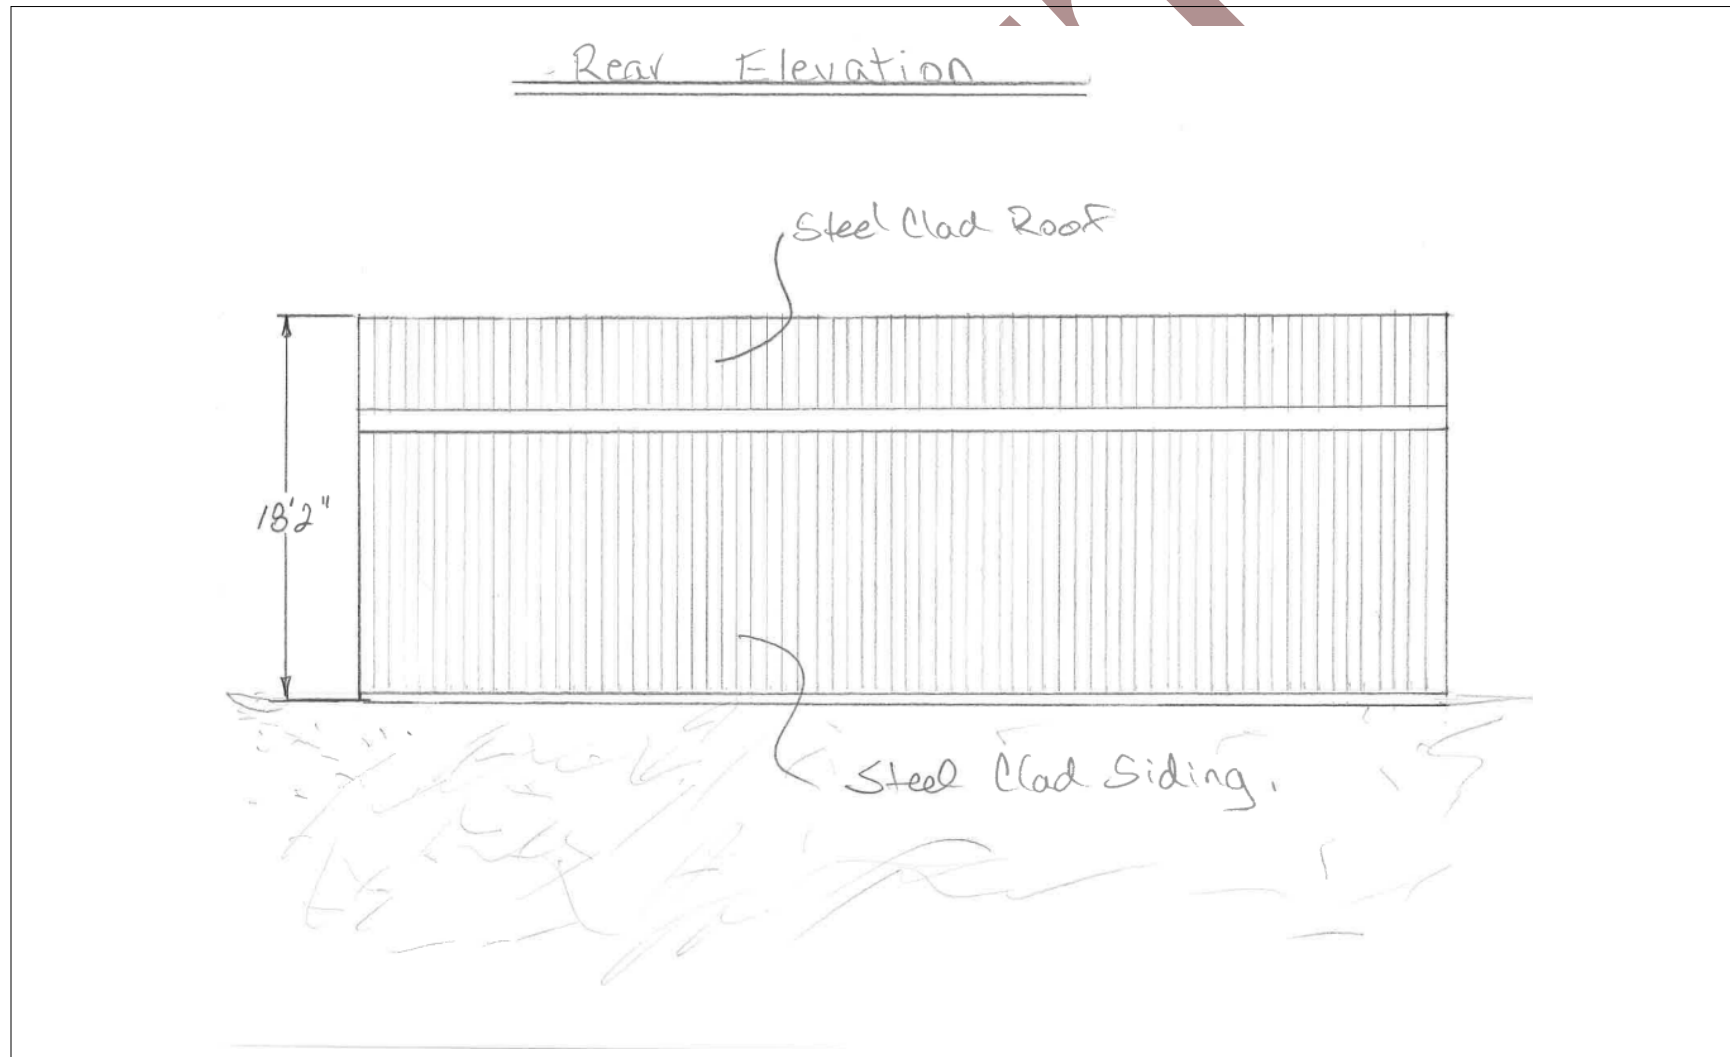 Rear Elevation
Steel Clad Roof
18'2"
Steel Clad Siding.